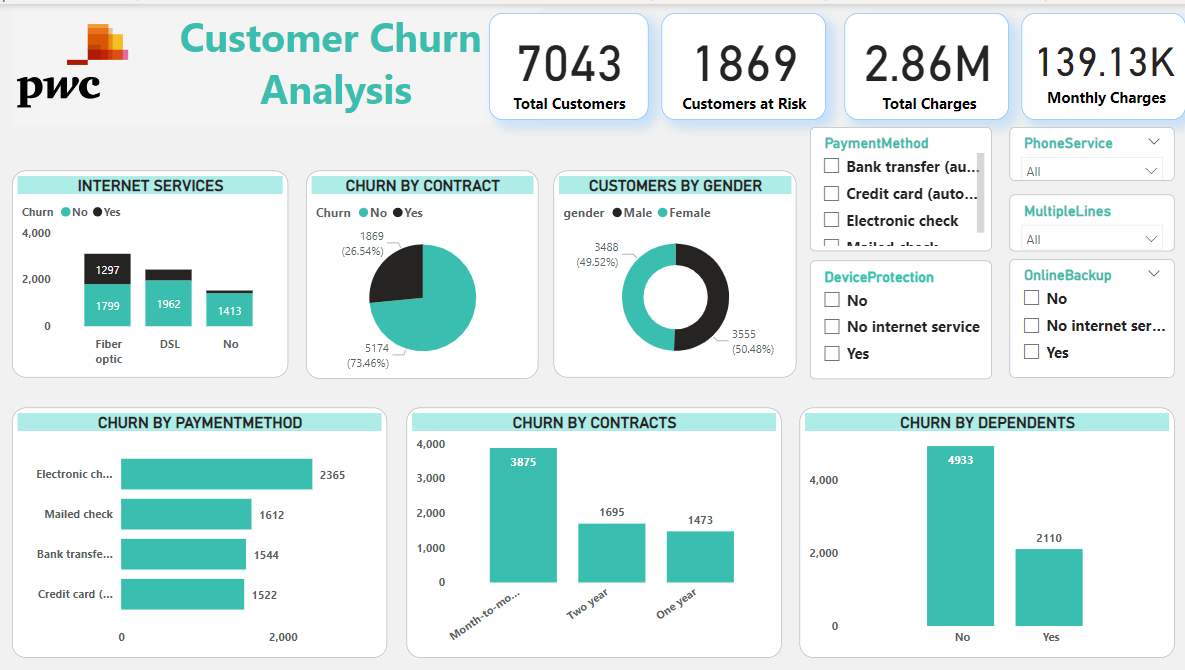 pwc
Customer Churn
Analysis
7043
Total Customers
1869
Customers at Risk
2.86M
Total Charges
139.13K
Monthly Charges
PaymentMethod
Bank transfer (au...
Credit card (auto...
Electronic check
Mailed check
PhoneService
All
MultipleLines
All
DeviceProtection
No
No internet service
Yes
OnlineBackup
No
No internet ser...
Yes
INTERNET SERVICES
Churn No Yes
4,000
2,000
0
1297
1799
1962
1413
Fiber
optic
DSL
No
CHURN BY CONTRACT
Churn No Yes
1869
(26.54%)
5174
(73.46%)
CUSTOMERS BY GENDER
gender Male Female
3488
(49.52%)
3555
(50.48%)
CHURN BY PAYMENTMETHOD
Electronic ch... 2365
Mailed check 1612
Bank transfe... 1544
Credit card (... 1522
0 2,000
CHURN BY CONTRACTS
4,000
3,000
2,000
1,000
0
3875
1695
1473
Month-to-mo...
Two year
One year
CHURN BY DEPENDENTS
4,000
2,000
0
4933
2110
No
Yes